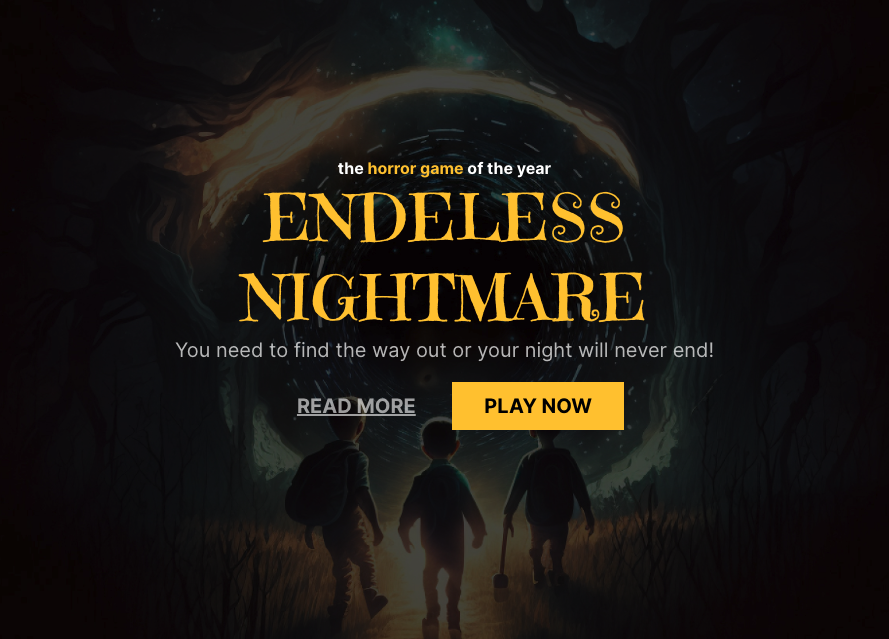 the horror game of the year
ENDELESS
NIGHTMARE
You need to find the way out or your night will never end!
READ MORE
PLAY NOW